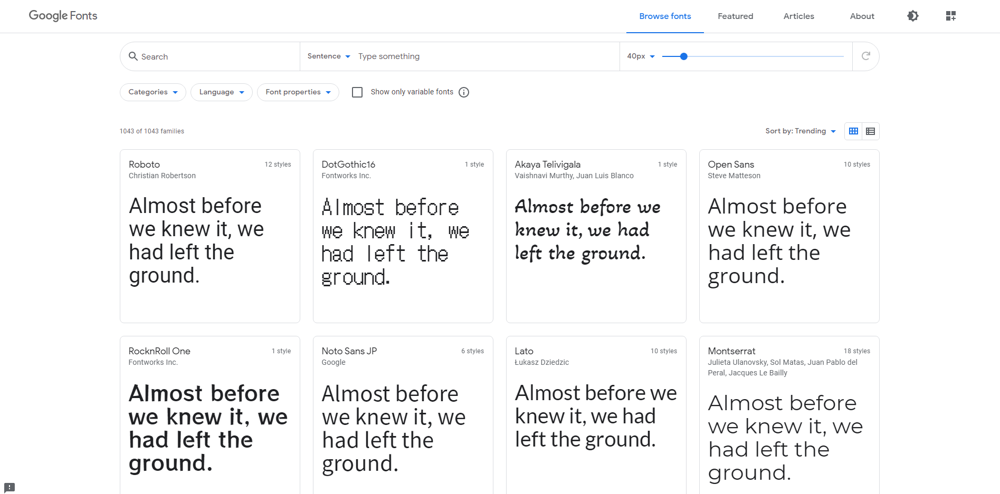 Google Fonts
Browse fonts
Featured
Articles
About
Search
Sentence
Type something
40px
Categories
Language
Font properties
Show only variable fonts
1043 of 1043 families
Sort by: Trending
Roboto
12 styles
Christian Robertson
Almost before
we knew it, we
had left the
ground.
DotGothic16
1 style
Fontworks Inc.
Almost before
we knew it, we
had left the
ground.
Akaya Telivigala
1 style
Vaishnavi Murthy, Juan Luis Blanco
Almost before we
knew it, we had
left the ground.
Open Sans
10 styles
Steve Matteson
Almost before
we knew it, we
had left the
ground.
RocknRoll One
1 style
Fontworks Inc.
Almost before
we knew it, we
had left the
ground.
Noto Sans JP
6 styles
Google
Almost before
we knew it, we
had left the
ground.
Lato
10 styles
Łukasz Dziedzic
Almost before we
knew it, we had
left the ground.
Montserrat
18 styles
Julieta Ulanovsky, Sol Matas, Juan Pablo del
Peral, Jacques Le Bailly
Almost before
we knew it, we
had left the
ground.